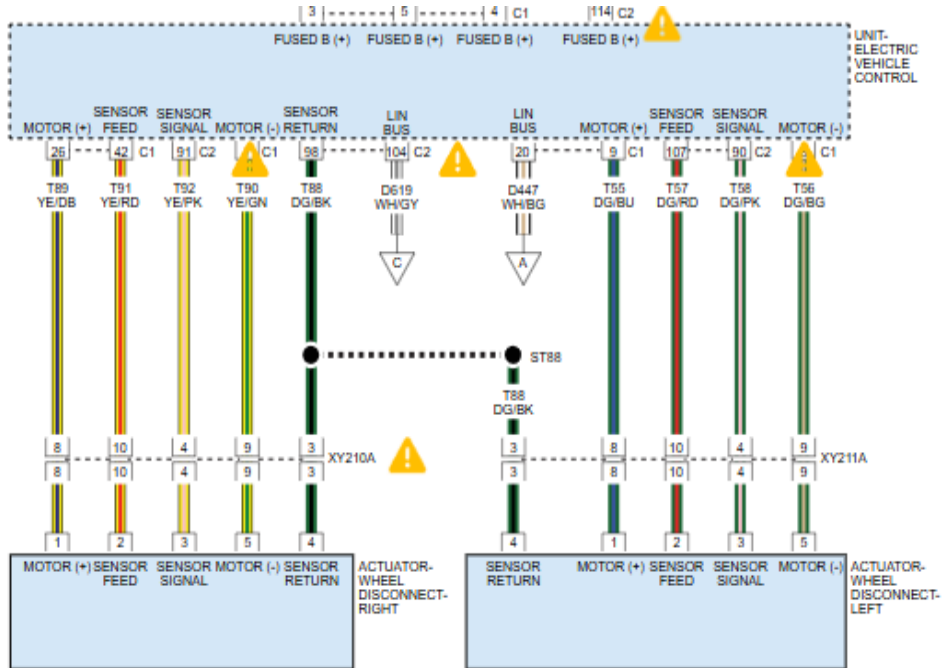 3 5 4 C1 114 C2
FUSED B (+) FUSED B (+) FUSED B (+) FUSED B (+)
UNIT-
ELECTRIC
VEHICLE
CONTROL
MOTOR (+) SENSOR FEED SENSOR SIGNAL MOTOR (-) SENSOR RETURN LIN BUS LIN BUS MOTOR (+) SENSOR FEED SENSOR SIGNAL MOTOR (-)
26 42 C1 91 C2 C1 98 104 C2 20 9 C1 107 90 C2 C1
T89 T91 T92 T90 T88 D619 D447 T55 T57 T58 T56
YE/DB YE/RD YE/PK YE/GN DG/BK WH/GY WH/BG DG/BU DG/RD DG/PK DG/BG
C A
ST88
T88
DG/BK
8 10 4 9 3 3 8 10 4 9
XY210A XY211A
8 10 4 9 3 3 8 10 4 9
1 2 3 5 4 4 1 2 3 5
MOTOR (+) SENSOR FEED SENSOR SIGNAL MOTOR (-) SENSOR RETURN
ACTUATOR-
WHEEL
DISCONNECT-
RIGHT
SENSOR RETURN MOTOR (+) SENSOR FEED SENSOR SIGNAL MOTOR (-)
ACTUATOR-
WHEEL
DISCONNECT-
LEFT